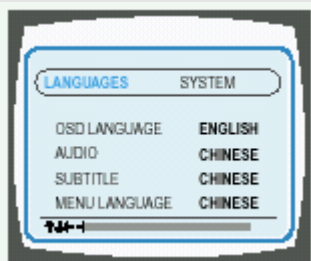 LANGUAGES SYSTEM
OSD LANGUAGE ENGLISH
AUDIO CHINESE
SUBTITLE CHINESE
MENU LANGUAGE CHINESE